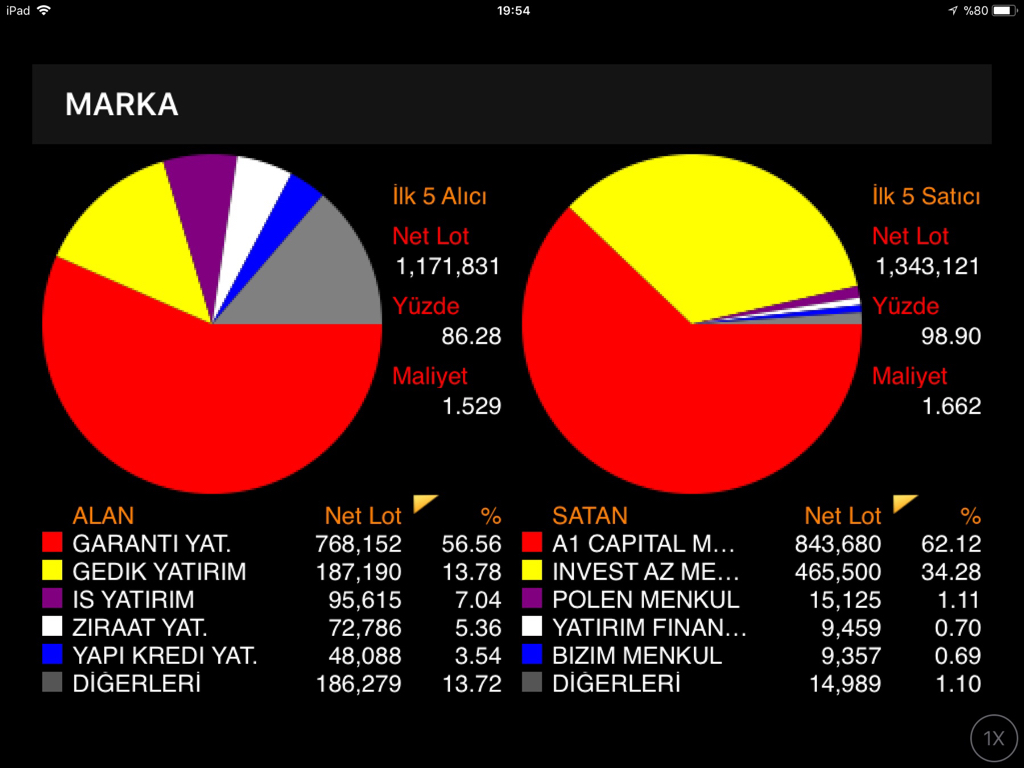 iPad 19:54 %80
MARKA
İlk 5 Alıcı
Net Lot
1,171,831
Yüzde
86.28
Maliyet
1.529
İlk 5 Satıcı
Net Lot
1,343,121
Yüzde
98.90
Maliyet
1.662
ALAN Net Lot %
GARANTI YAT. 768,152 56.56
GEDIK YATIRIM 187,190 13.78
IS YATIRIM 95,615 7.04
ZIRAAT YAT. 72,786 5.36
YAPI KREDI YAT. 48,088 3.54
DİĞERLERİ 186,279 13.72
SATAN Net Lot %
A1 CAPITAL M... 843,680 62.12
INVEST AZ ME... 465,500 34.28
POLEN MENKUL 15,125 1.11
YATIRIM FINAN... 9,459 0.70
BIZIM MENKUL 9,357 0.69
DİĞERLERİ 14,989 1.10
1X